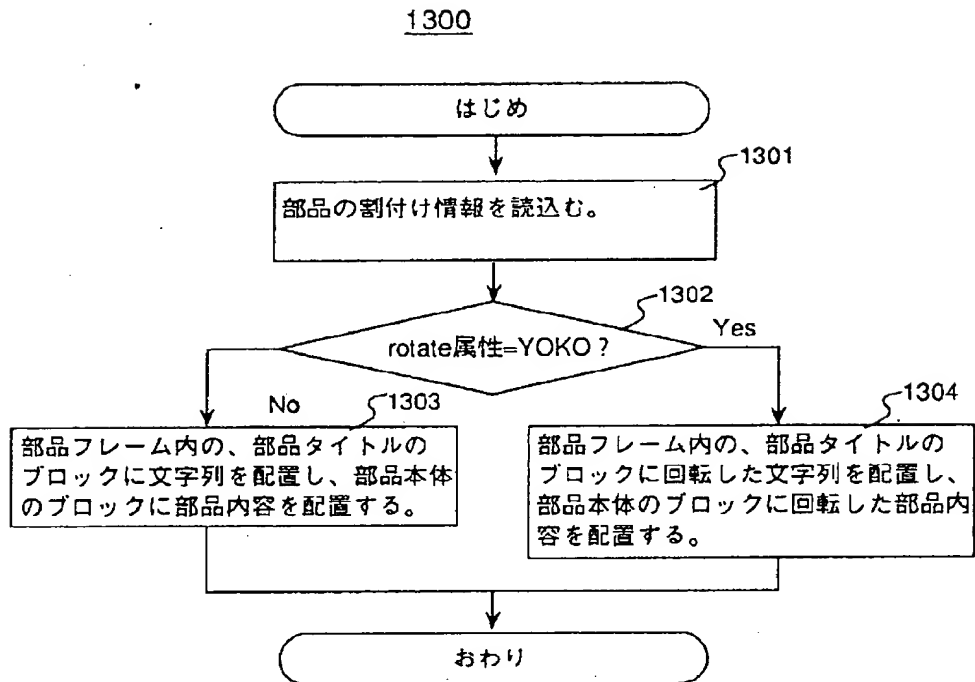 1300
はじめ
1301
部品の割付け情報を読込む。
1302
rotate属性=YOKO?
Yes
No
1303
部品フレーム内の、部品タイトルの
ブロックに文字列を配置し、部品本体
のブロックに部品内容を配置する。
1304
部品フレーム内の、部品タイトルの
ブロックに回転した文字列を配置し、
部品本体のブロックに回転した部品内
容を配置する。
おわり